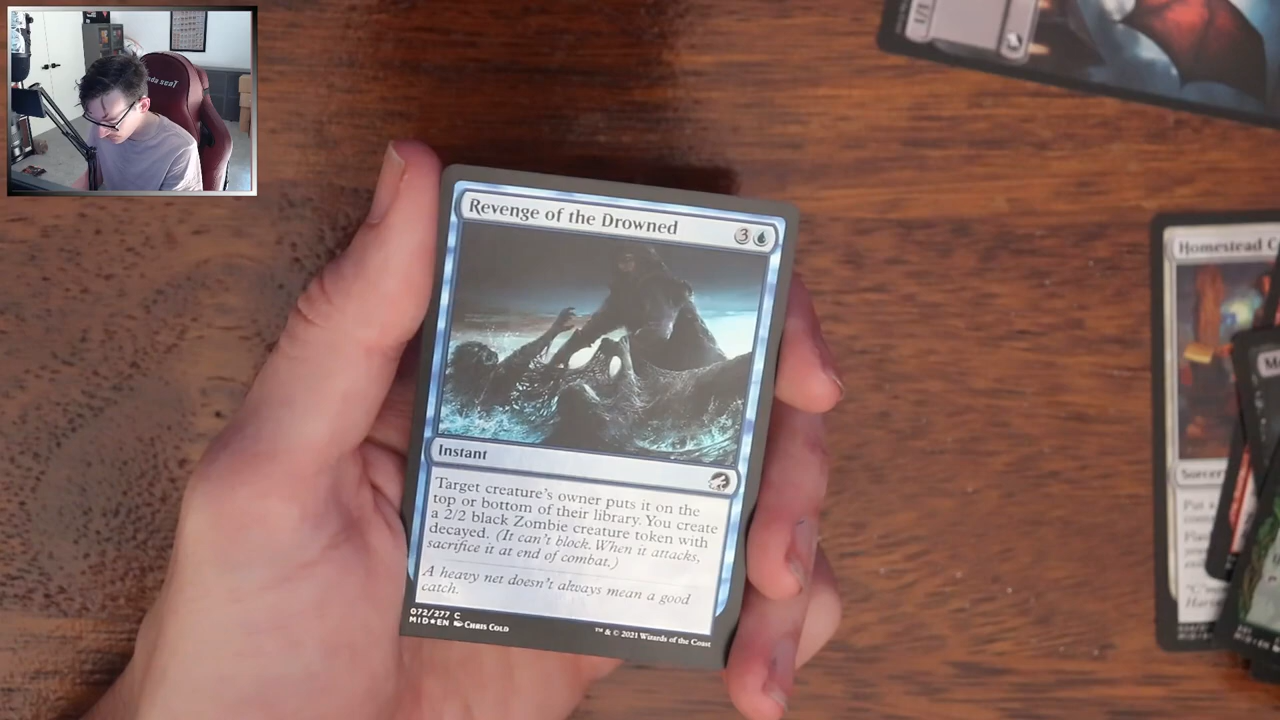 Revenge of the Drowned
3
Instant
Target creature's owner puts it on the
top or bottom of their library. You create
a 2/2 black Zombie creature token with
decayed. (It can't block. When it attacks,
sacrifice it at end of combat.)
A heavy net doesn't always mean a good
catch.
072/277 C
MID★EN Chris Cold
™ & © 2021 Wizards of the Coast
1/1
Homestead